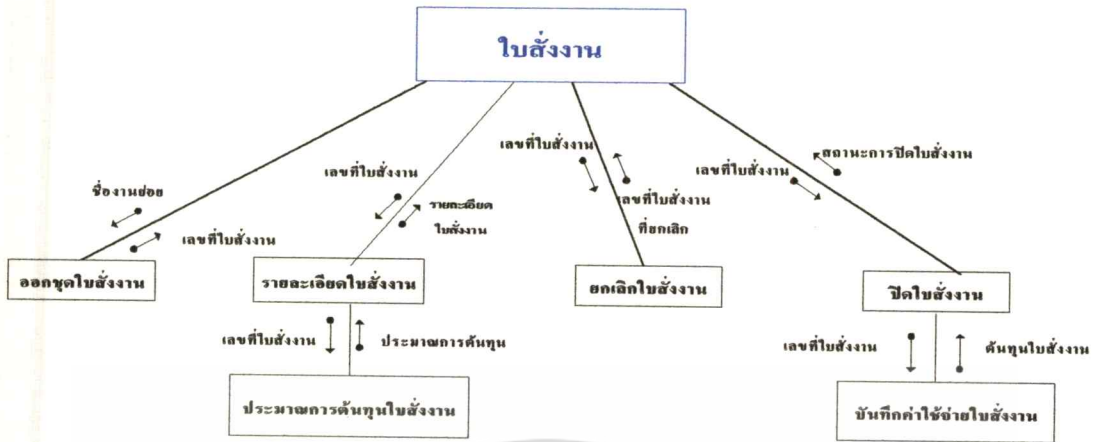 ใบสั่งงาน
เลขที่ใบสั่งงาน
สถานะการปิดใบสั่งงาน
เลขที่ใบสั่งงาน
เลขที่ใบสั่งงาน
ชื่องานย่อย
เลขที่ใบสั่งงาน
ที่ยกเลิก
รายละเอียด
ใบสั่งงาน
เลขที่ใบสั่งงาน
ออกชุดใบสั่งงาน
รายละเอียดใบสั่งงาน
ยกเลิกใบสั่งงาน
ปิดใบสั่งงาน
เลขที่ใบสั่งงาน
ประมาณการต้นทุน
เลขที่ใบสั่งงาน
ต้นทุนใบสั่งงาน
ประมาณการต้นทุนใบสั่งงาน
บันทึกค่าใช้จ่ายใบสั่งงาน